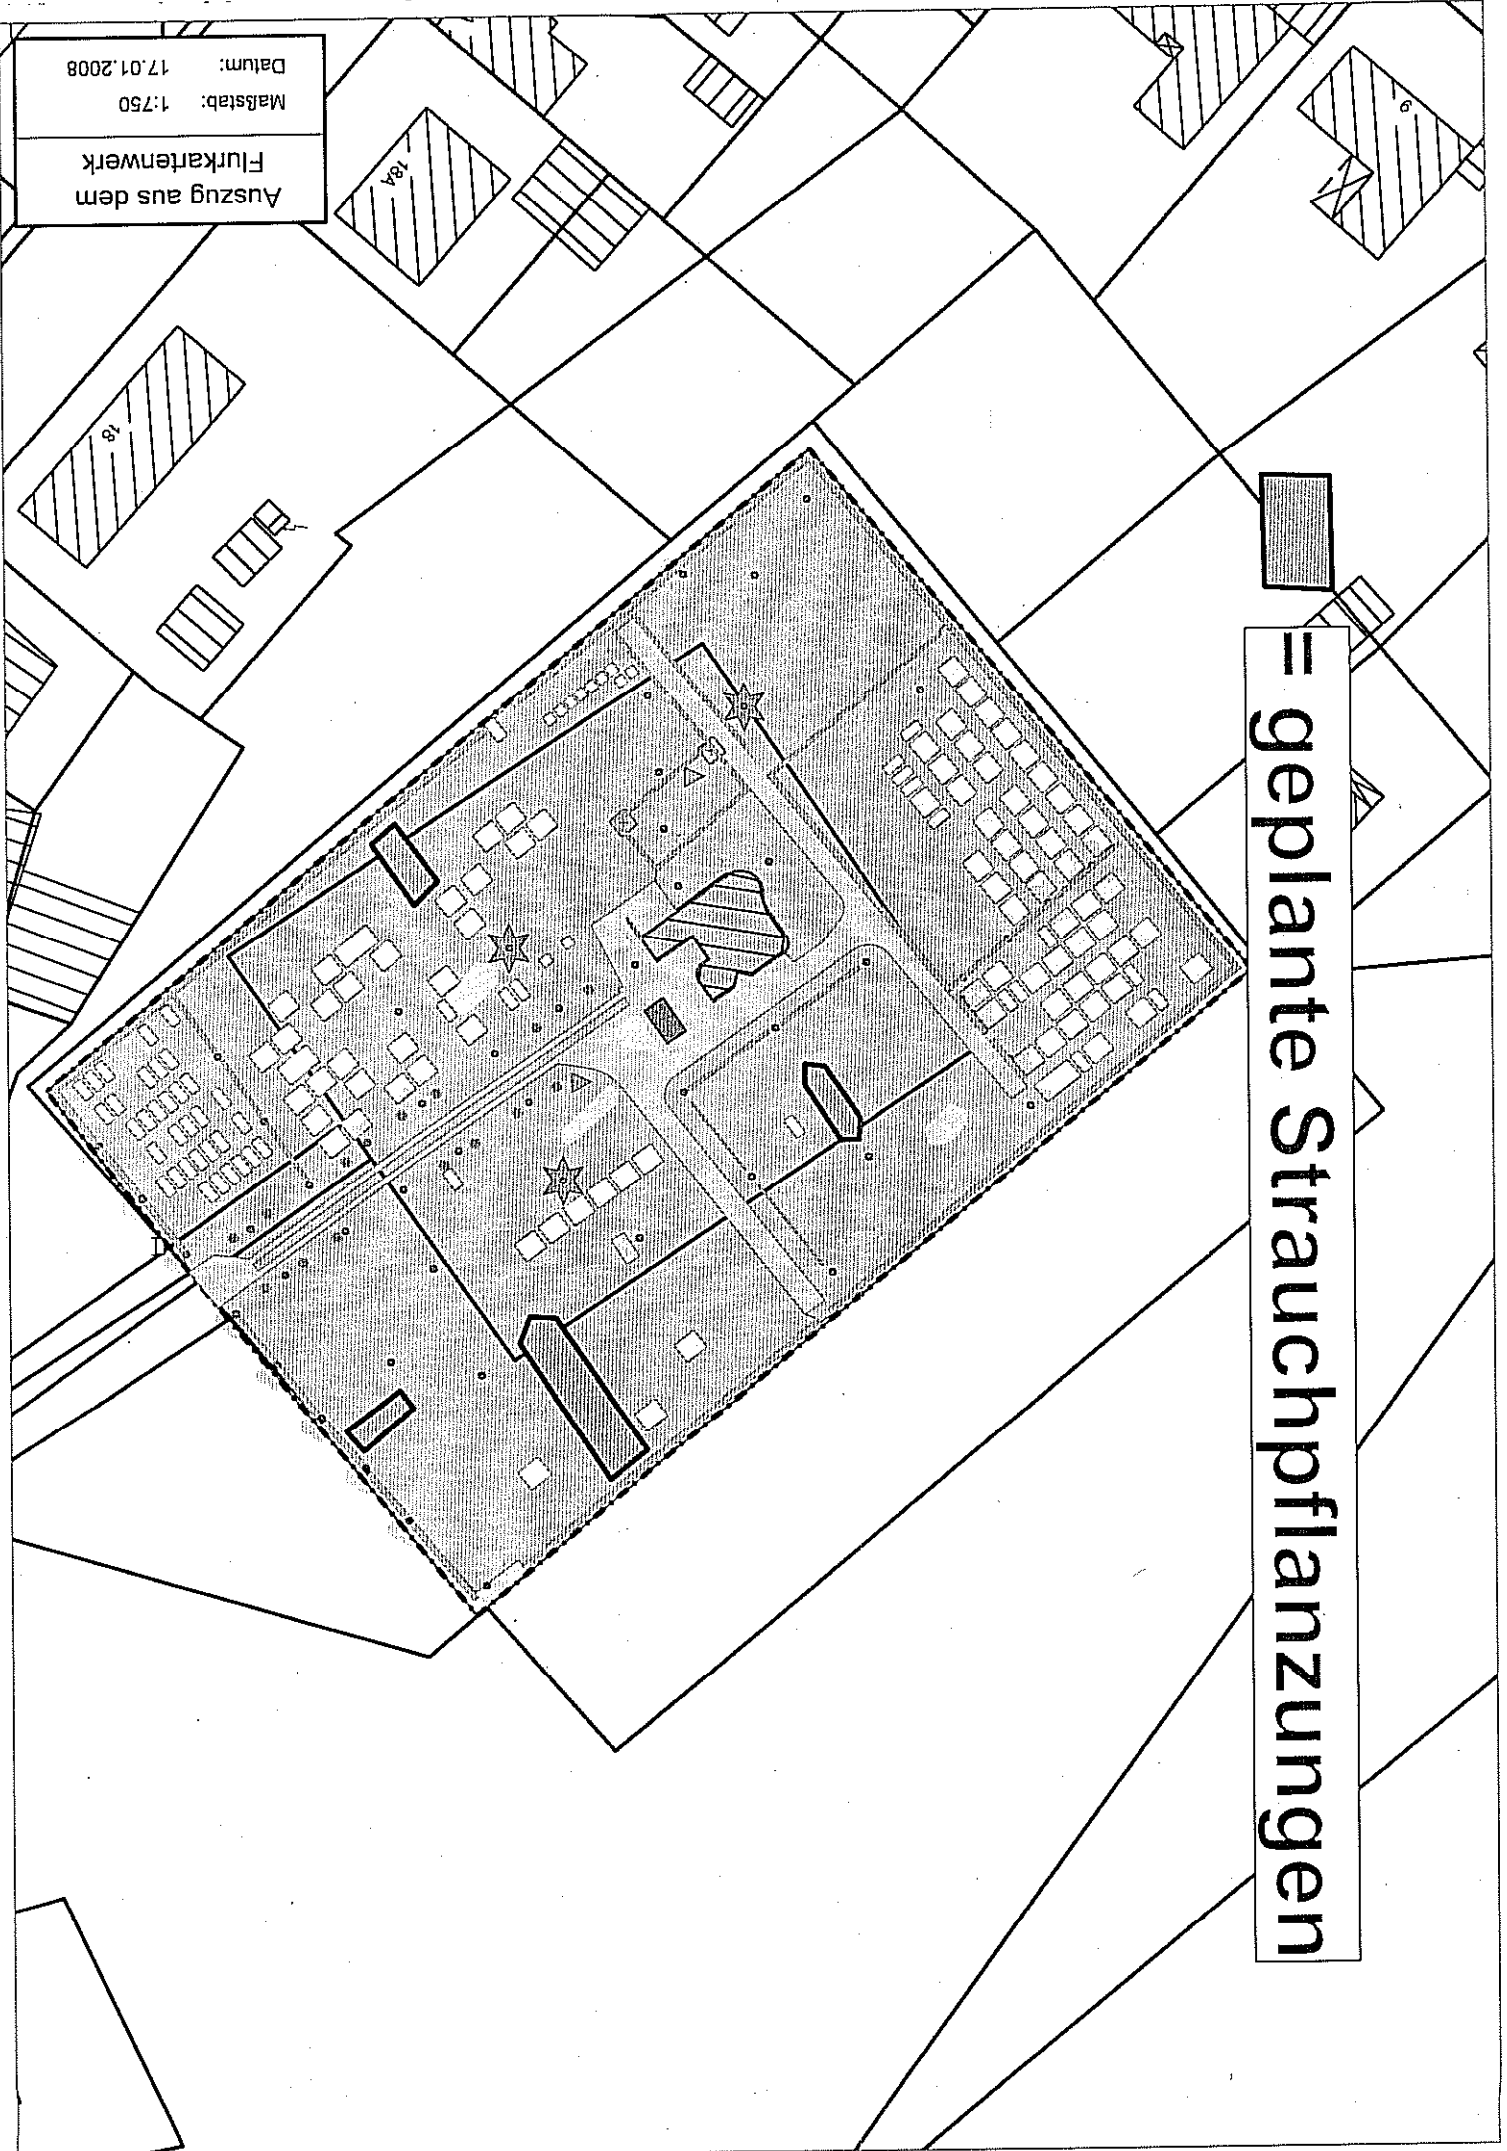 Auszug aus dem
Flurkartenwerk
Maßstab: 1:750
Datum: 17.01.2008
18A
18
9
= geplante Strauchpflanzungen